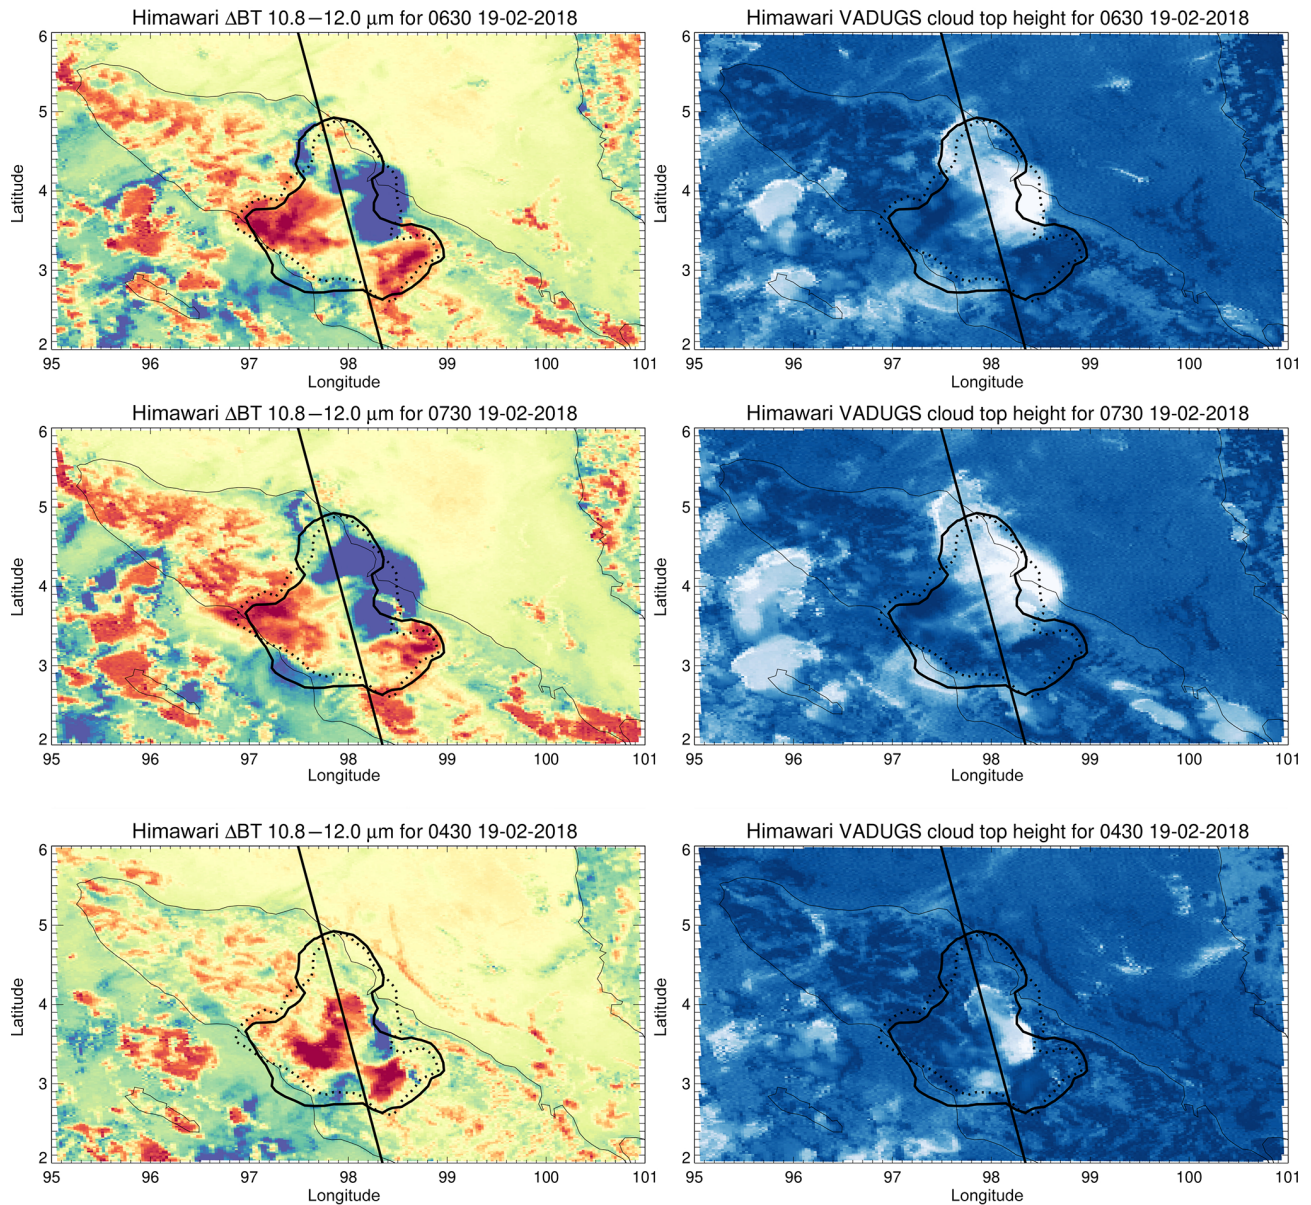 Himawari ΔBT 10.8−12.0 μm for 0630 19-02-2018
Himawari VADUGS cloud top height for 0630 19-02-2018
6
5
4
3
2
Latitude
95 96 97 98 99 100 101
Longitude
6
5
4
3
2
Latitude
95 96 97 98 99 100 101
Longitude
Himawari ΔBT 10.8−12.0 μm for 0730 19-02-2018
Himawari VADUGS cloud top height for 0730 19-02-2018
6
5
4
3
2
Latitude
95 96 97 98 99 100 101
Longitude
6
5
4
3
2
Latitude
95 96 97 98 99 100 101
Longitude
Himawari ΔBT 10.8−12.0 μm for 0430 19-02-2018
Himawari VADUGS cloud top height for 0430 19-02-2018
6
5
4
3
2
Latitude
95 96 97 98 99 100 101
Longitude
6
5
4
3
2
Latitude
95 96 97 98 99 100 101
Longitude